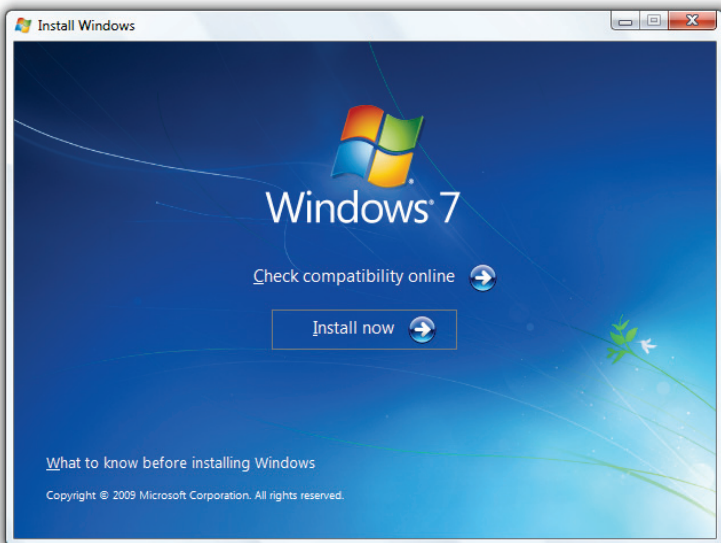 Install Windows
Windows® 7
Check compatibility online
Install now
What to know before installing Windows
Copyright © 2009 Microsoft Corporation. All rights reserved.